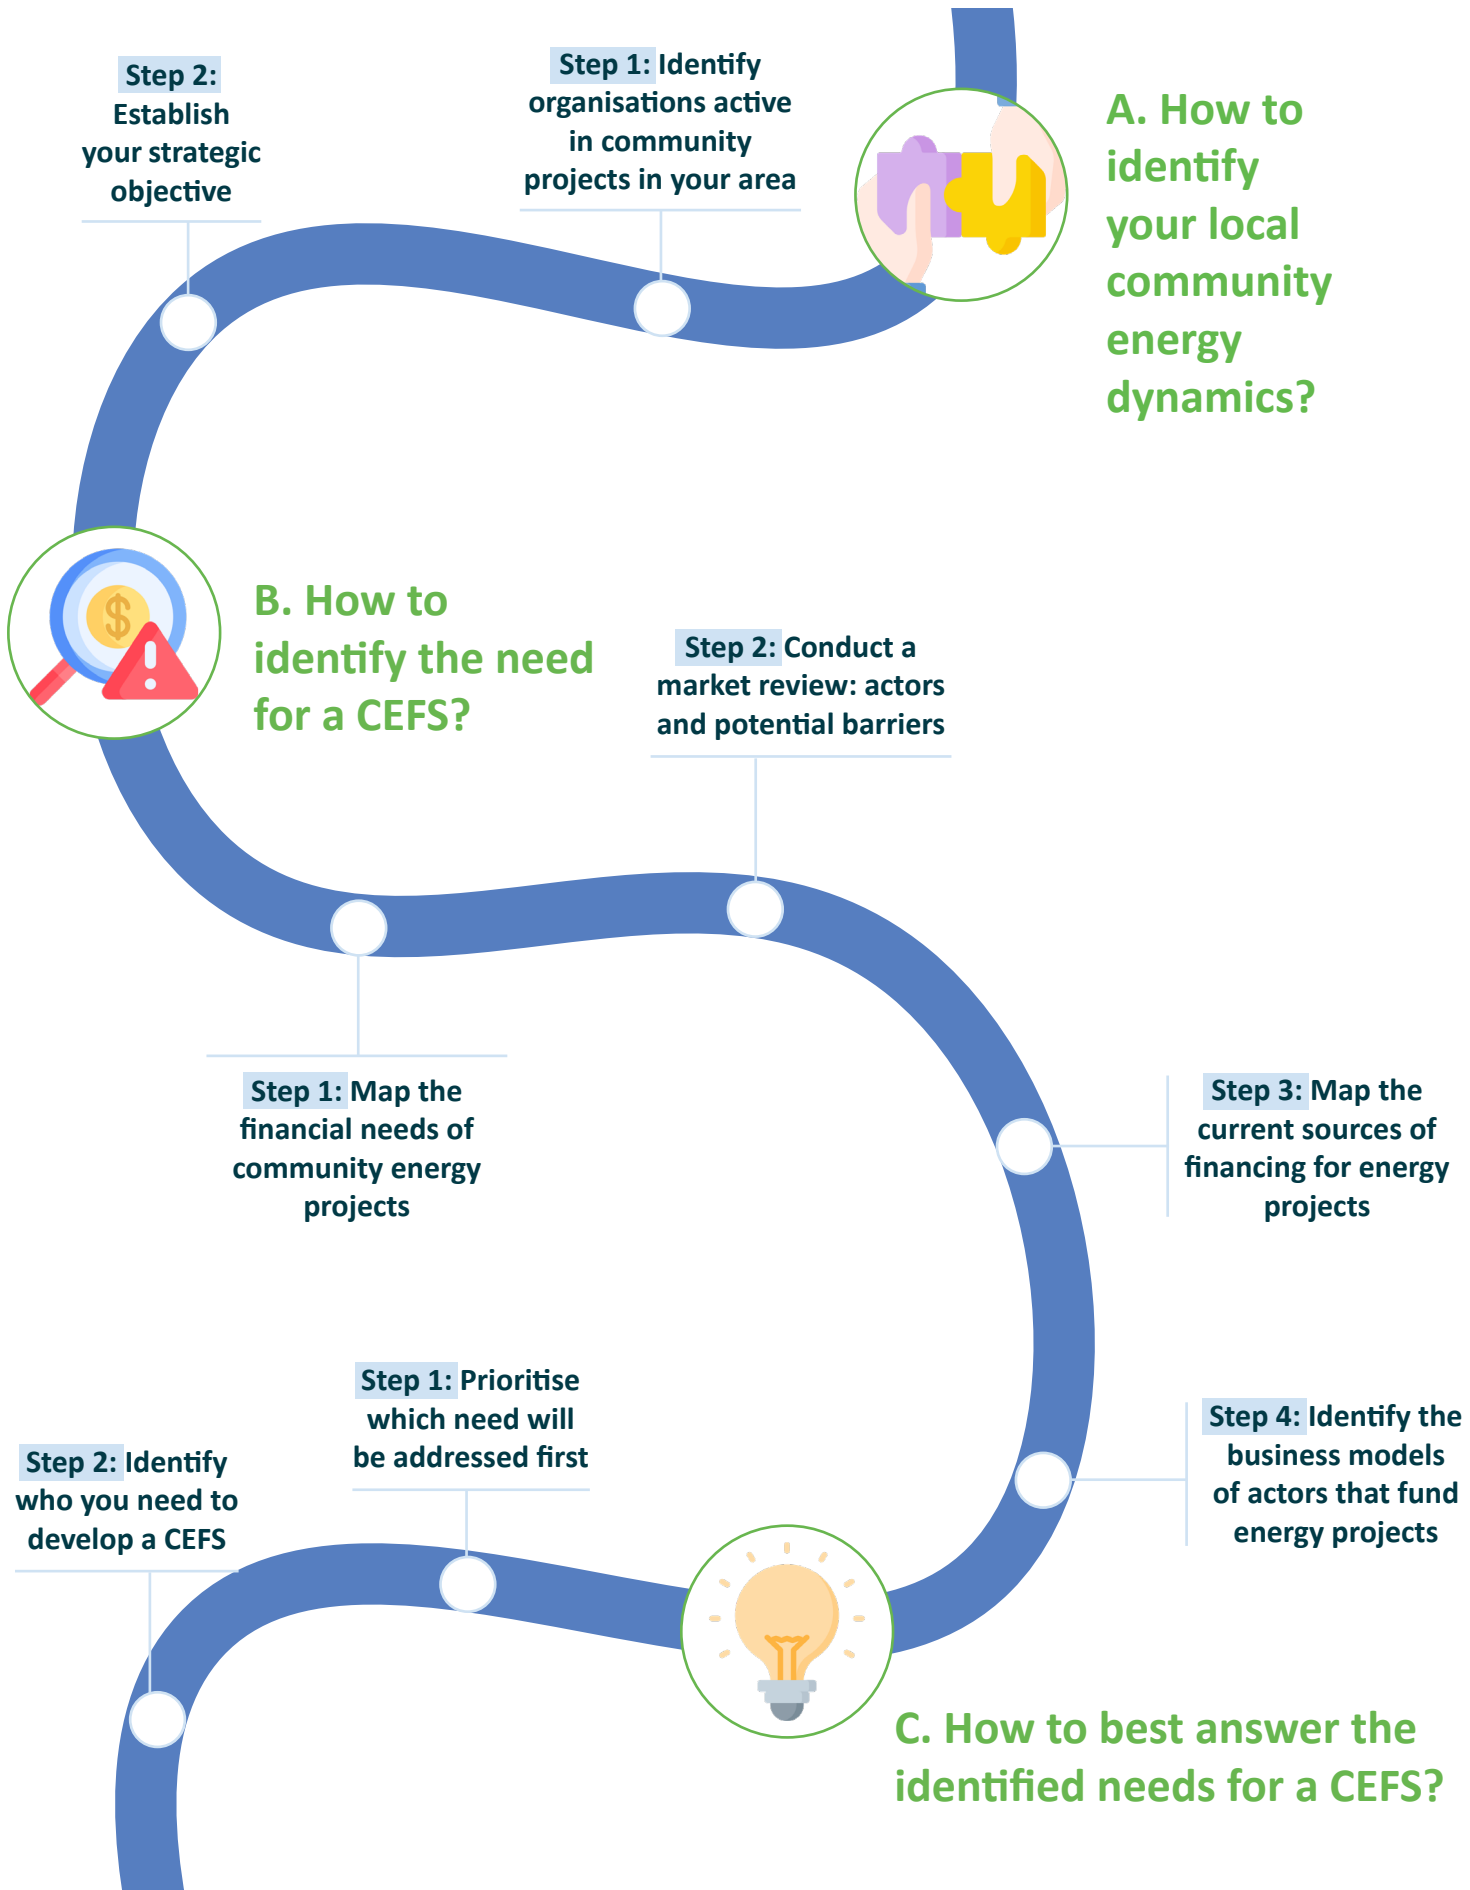 A. How to
identify
your local
community
energy
dynamics?
Step 1: Identify
organisations active
in community
projects in your area
Step 2:
Establish
your strategic
objective
B. How to
identify the need
for a CEFS?
Step 1: Map the
financial needs of
community energy
projects
Step 2: Conduct a
market review: actors
and potential barriers
Step 3: Map the
current sources of
financing for energy
projects
Step 4: Identify the
business models
of actors that fund
energy projects
C. How to best answer the
identified needs for a CEFS?
Step 1: Prioritise
which need will
be addressed first
Step 2: Identify
who you need to
develop a CEFS
$
!